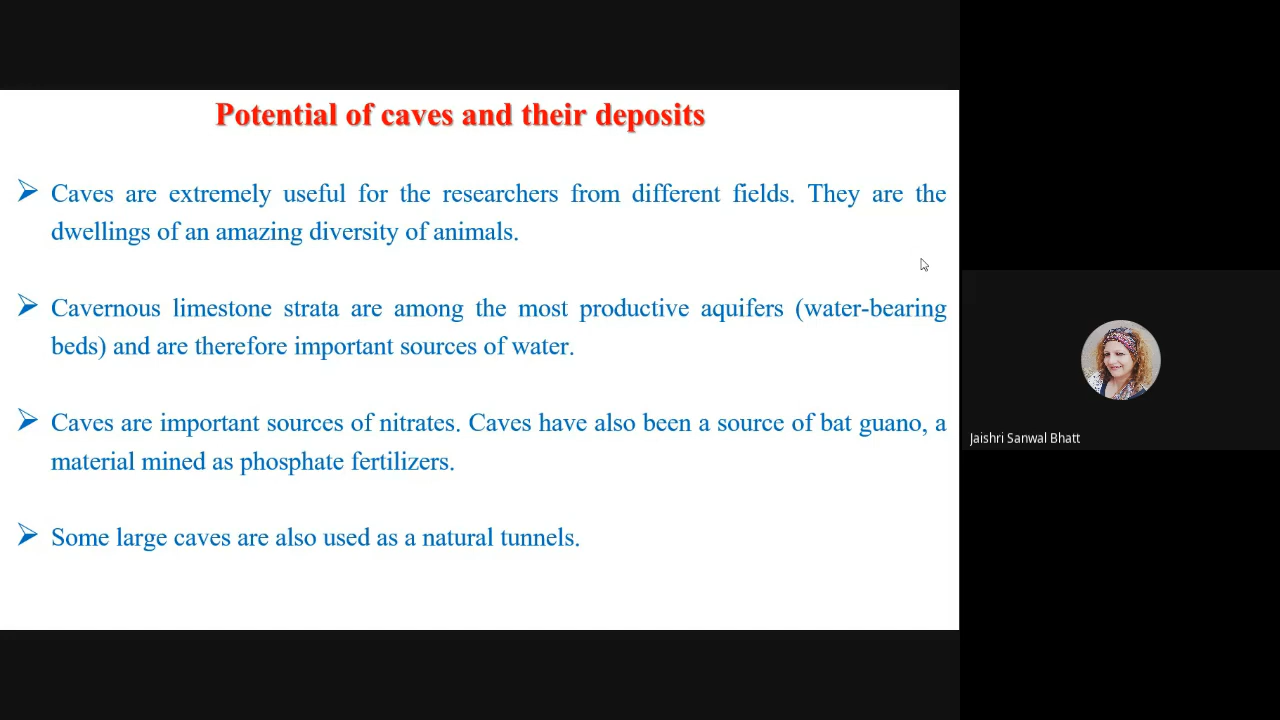 Potential of caves and their deposits
Caves are extremely useful for the researchers from different fields. They are the
dwellings of an amazing diversity of animals.
Cavernous limestone strata are among the most productive aquifers (water-bearing
beds) and are therefore important sources of water.
Caves are important sources of nitrates. Caves have also been a source of bat guano, a
material mined as phosphate fertilizers.
Some large caves are also used as a natural tunnels.
Jaishri Sanwal Bhatt